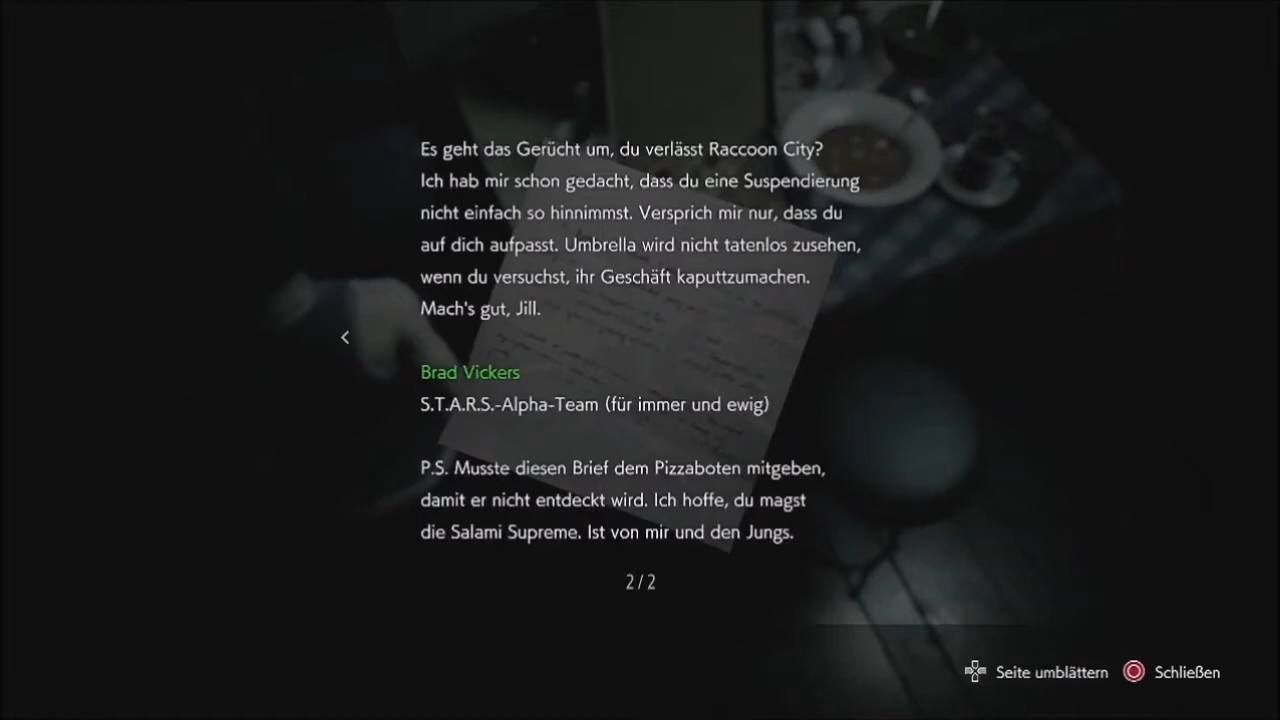 Es geht das Gerücht um, du verlässt Raccoon City?
Ich hab mir schon gedacht, dass du eine Suspendierung
nicht einfach so hinnimmst. Versprich mir nur, dass du
auf dich aufpasst. Umbrella wird nicht tatenlos zusehen,
wenn du versuchst, ihr Geschäft kaputtzumachen.
Mach's gut, Jill.
<
Brad Vickers
S.T.A.R.S.-Alpha-Team (für immer und ewig)
P.S. Musste diesen Brief dem Pizzaboten mitgeben,
damit er nicht entdeckt wird. Ich hoffe, du magst
die Salami Supreme. Ist von mir und den Jungs.
2/2
Seite umblättern Schließen